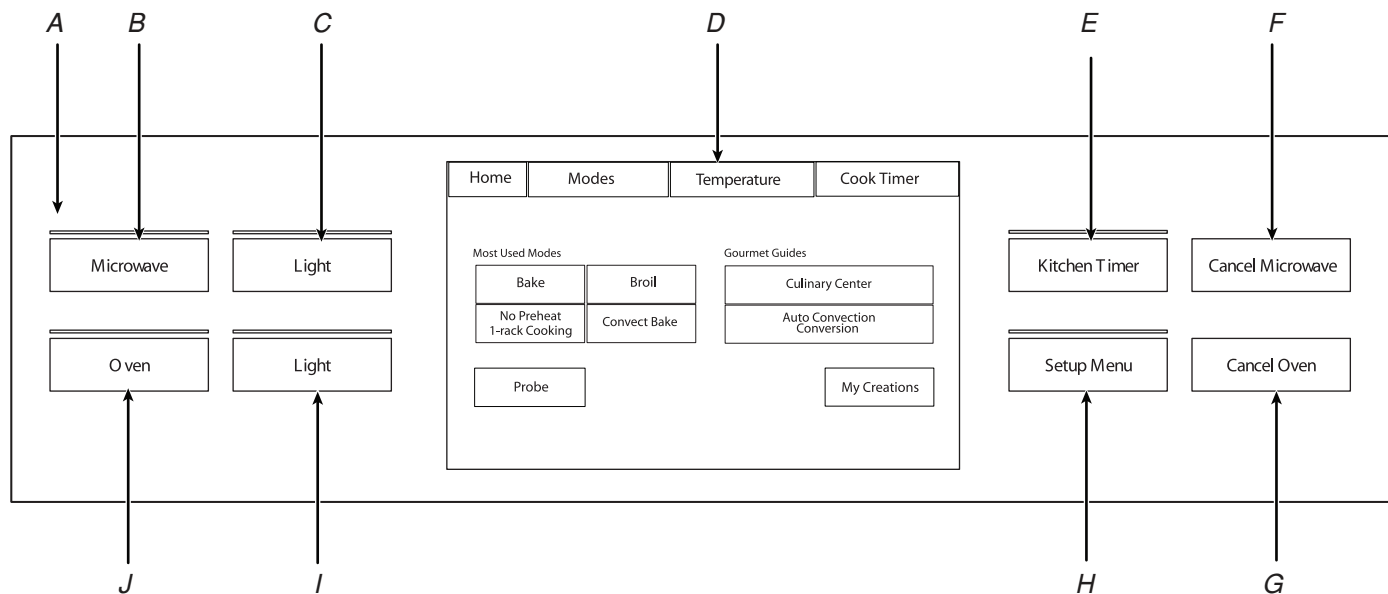 A B C D E F
Home Modes Temperature Cook Timer
Microwave Light
Most Used Modes
Bake Broil
No Preheat
1-rack Cooking
Convect Bake
Probe
Gourmet Guides
Culinary Center
Auto Convection
Conversion
My Creations
Kitchen Timer Cancel Microwave
Oven Light
Setup Menu Cancel Oven
J I H G